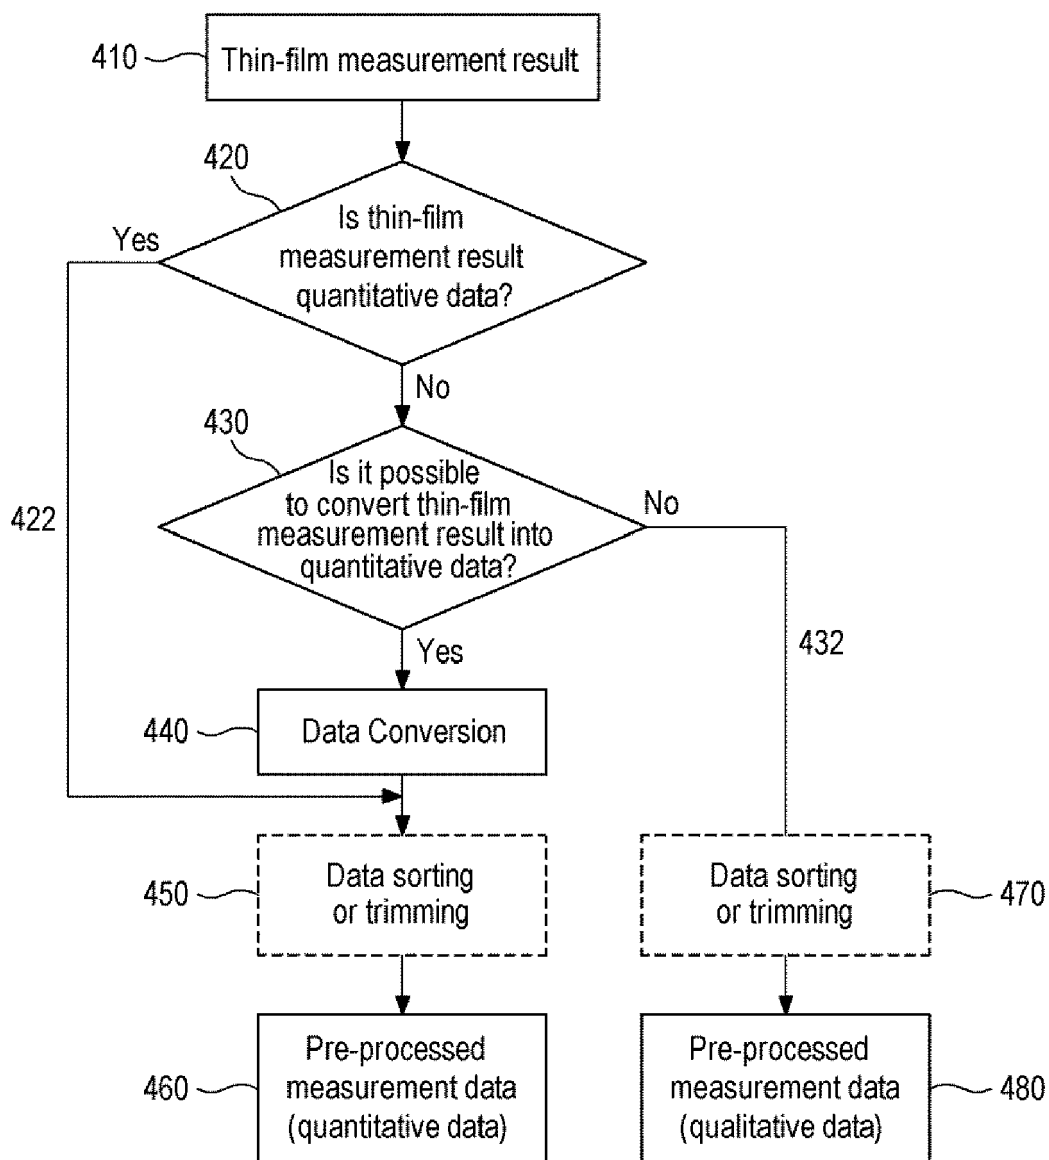 410
Thin-film measurement result
420
Is thin-film
measurement result
quantitative data?
Yes
No
430
Is it possible
to convert thin-film
measurement result into
quantitative data?
No
422
432
Yes
440
Data Conversion
450
Data sorting
or trimming
Data sorting
or trimming
470
460
Pre-processed
measurement data
(quantitative data)
Pre-processed
measurement data
(qualitative data)
480